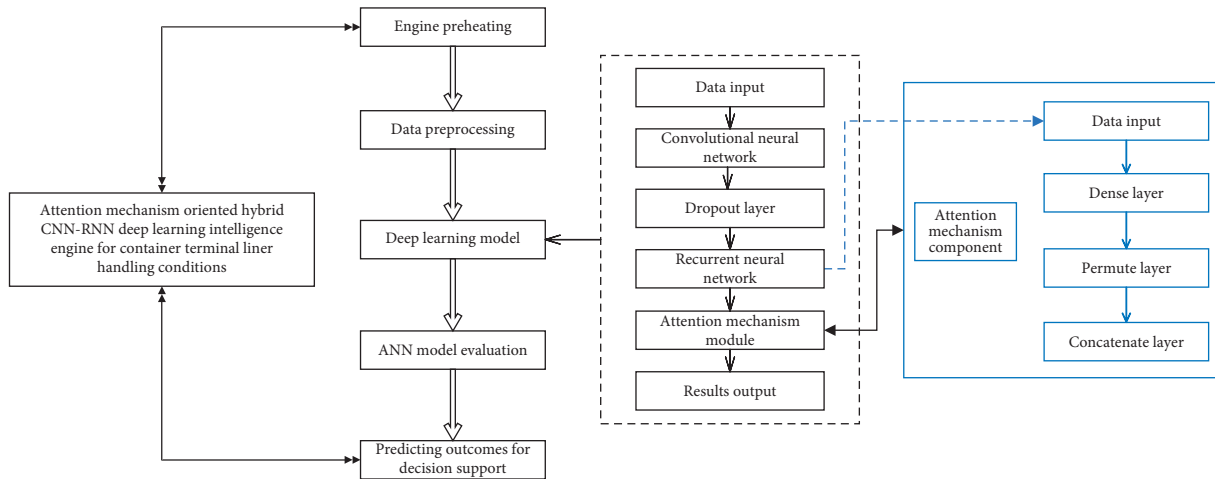 Engine preheating
Data preprocessing
Attention mechanism oriented hybrid
CNN-RNN deep learning intelligence
engine for container terminal liner
handling conditions
Deep learning model
ANN model evaluation
Predicting outcomes for
decision support
Data input
Convolutional neural
network
Dropout layer
Recurrent neural
network
Attention mechanism
module
Results output
Attention
mechanism
component
Data input
Dense layer
Permute layer
Concatenate layer